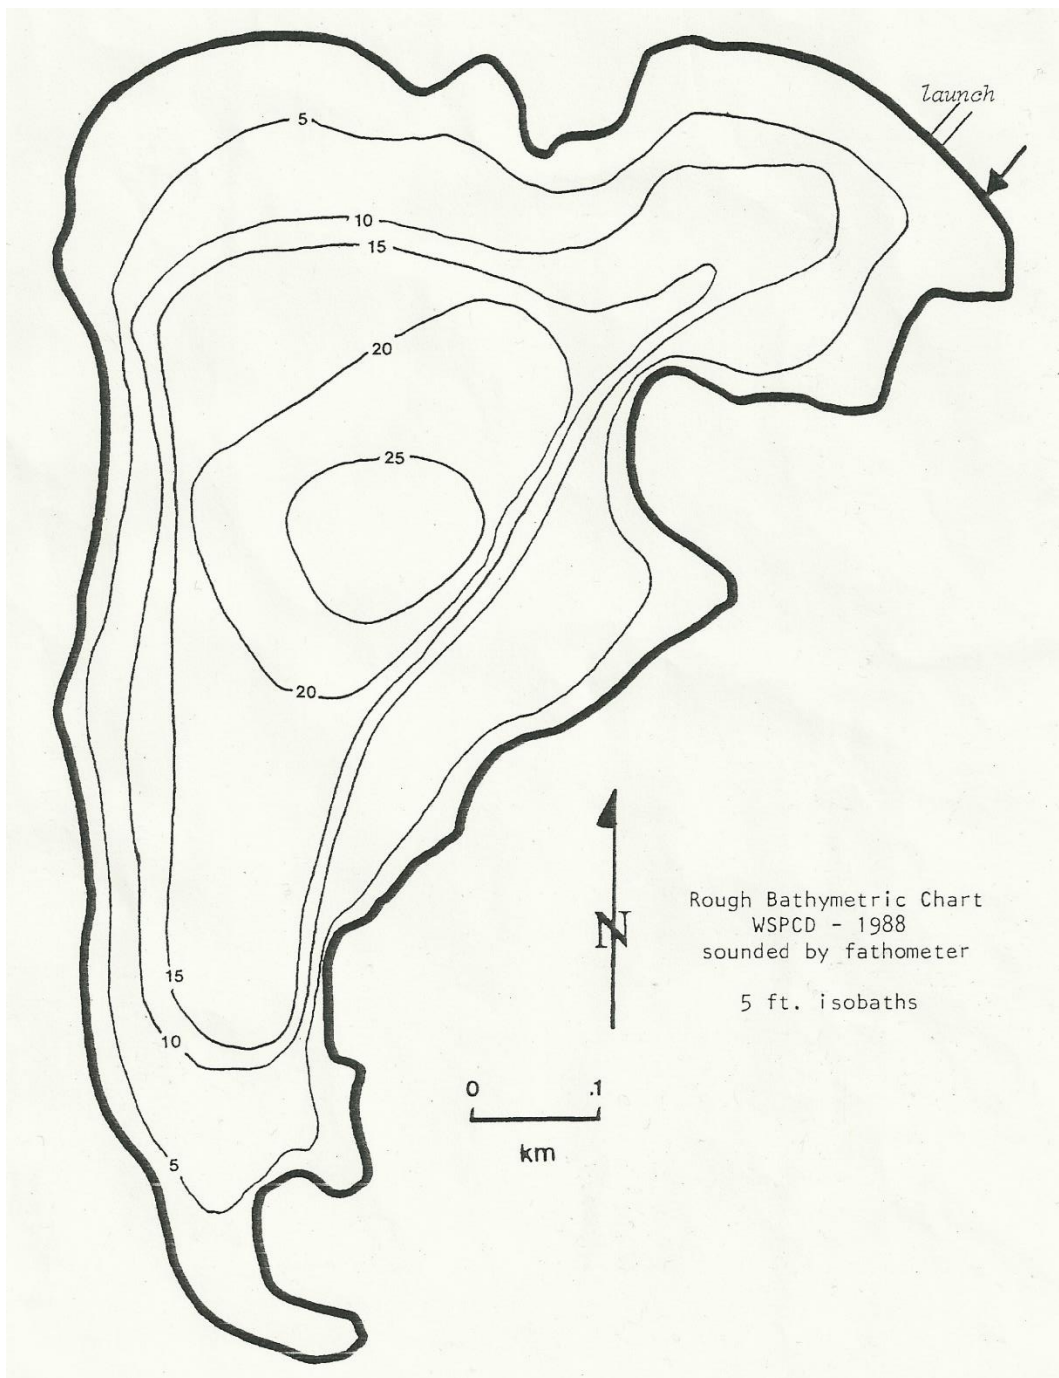 launch
5
10
15
20
25
20
15
10
5
N
Rough Bathymetric Chart
WSPCD - 1988
sounded by fathometer
5 ft. isobaths
0 .1
km